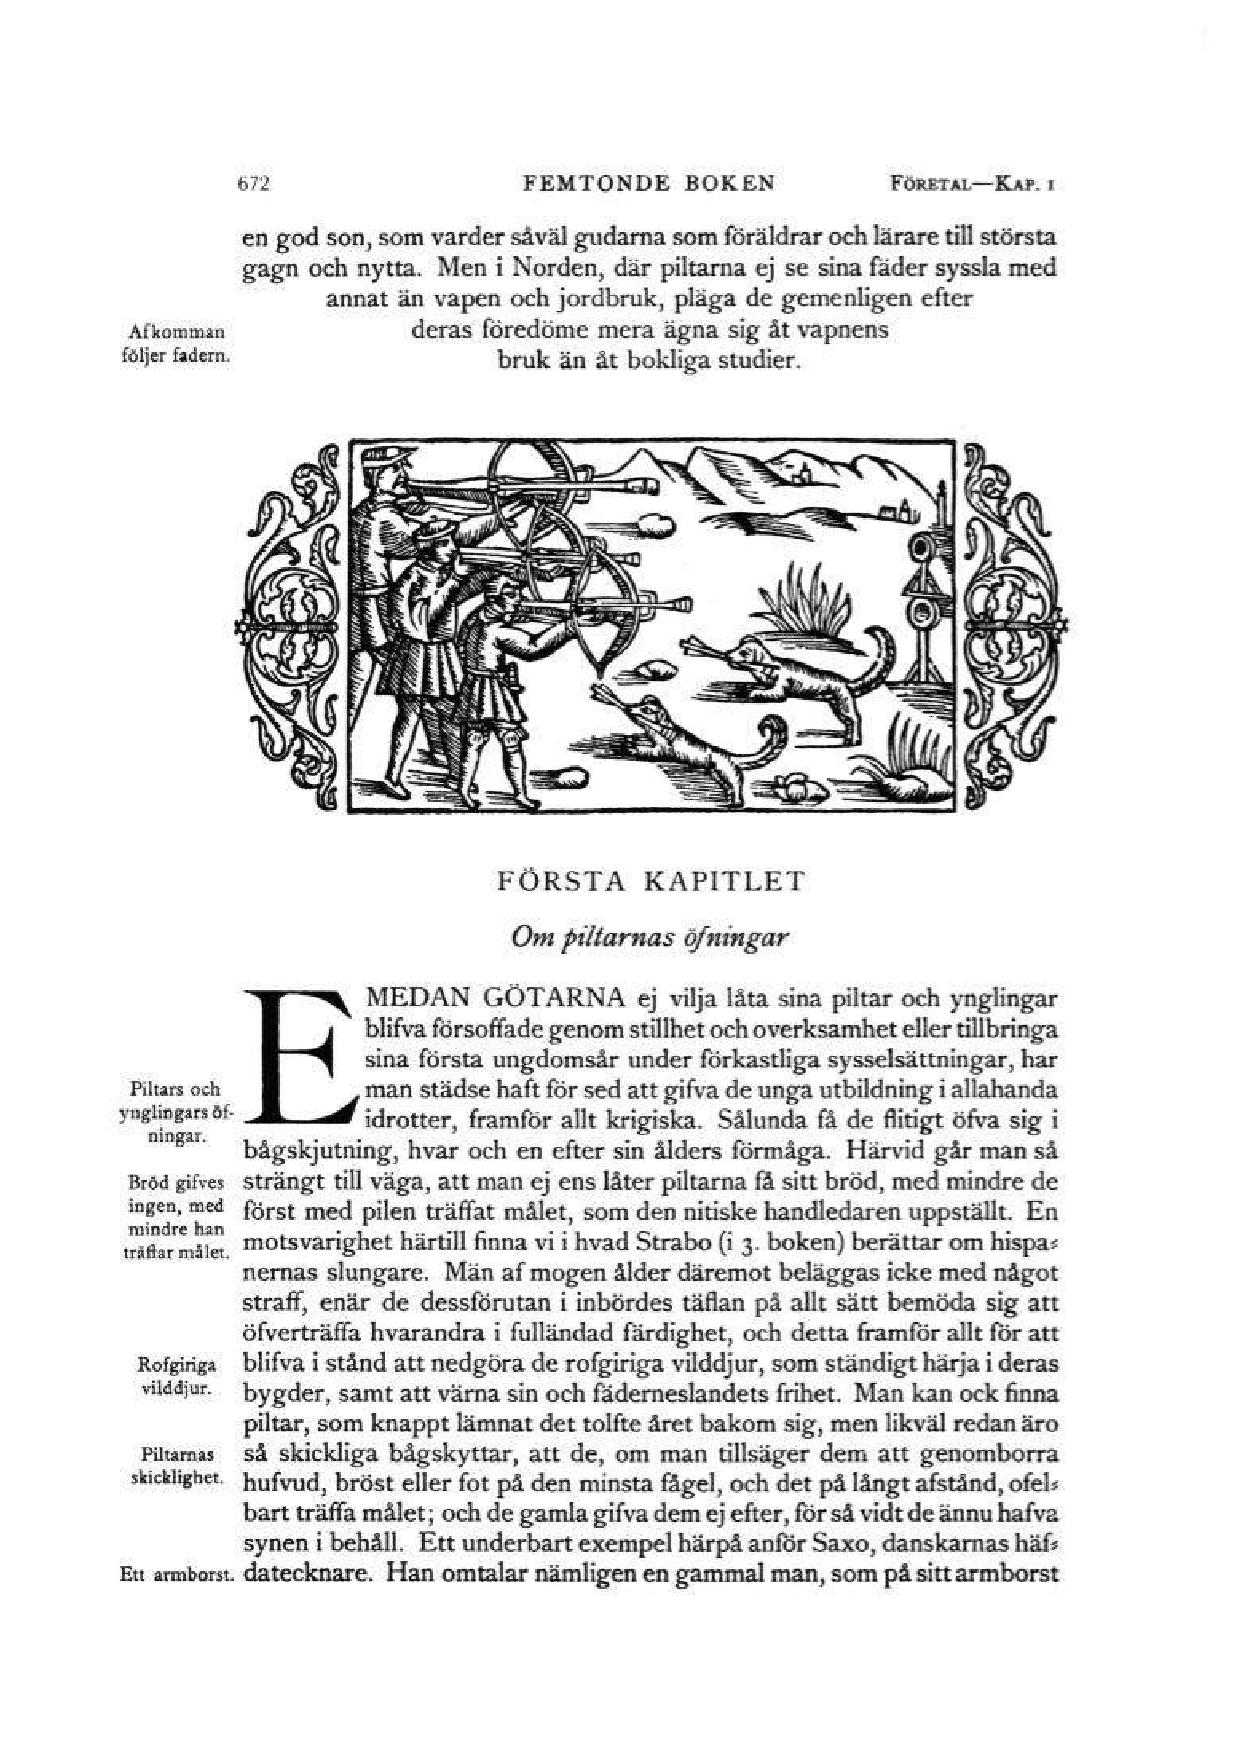 672 FEMTONDE BOKEN FÖRETAL—KAP. I
en god son, som varder såväl gudarna som föräldrar och lärare till största
gagn och nytta. Men i Norden, där piltarna ej se sina fäder syssla med
annat än vapen och jordbruk, pläga de gemenligen efter
deras föredöme mera ägna sig åt vapnens
bruk än åt bokliga studier.
Afkomman
följer fadern.
FÖRSTA KAPITLET
Om piltarnas öfningar
EMEDAN GÖTARNA ej vilja låta sina piltar och ynglingar
blifva försoffade genom stillhet och overksamhet eller tillbringa
sina första ungdomsår under förkastliga sysselsättningar, har
man städse haft för sed att gifva de unga utbildning i allahanda
idrotter, framför allt krigiska. Sålunda få de flitigt öfva sig i
bågskjutning, hvar och en efter sin ålders förmåga. Härvid går man så
strängt till väga, att man ej ens låter piltarna få sitt bröd, med mindre de
först med pilen träffat målet, som den nitiske handledaren uppställt. En
motsvarighet härtill finna vi i hvad Strabo (i 3. boken) berättar om hispa-
nernas slungare. Män af mogen ålder däremot beläggas icke med något
straff, enär de dessförutan i inbördes täflan på allt sätt bemöda sig att
öfverträffa hvarandra i fulländad färdighet, och detta framför allt för att
blifva i stånd att nedgöra de rofgiriga vilddjur, som ständigt härja i deras
bygder, samt att värna sin och fäderneslandets frihet. Man kan ock finna
piltar, som knappt lämnat det tolfte året bakom sig, men likväl redan äro
så skickliga bågskyttar, att de, om man tillsäger dem att genomborra
hufvud, bröst eller fot på den minsta fågel, och det på långt afstånd, ofel-
bart träffa målet; och de gamla gifva dem ej efter, för så vidt de ännu hafva
synen i behåll. Ett underbart exempel härpå anför Saxo, danskarnas häf-
datecknare. Han omtalar nämligen en gammal man, som på sitt armborst
Piltars och
ynglingars öf-
ningar.
Bröd gifves
ingen, med
mindre han
träffar målet.
Rofgiriga
vilddjur.
Piltarnas
skicklighet.
Ett armborst.